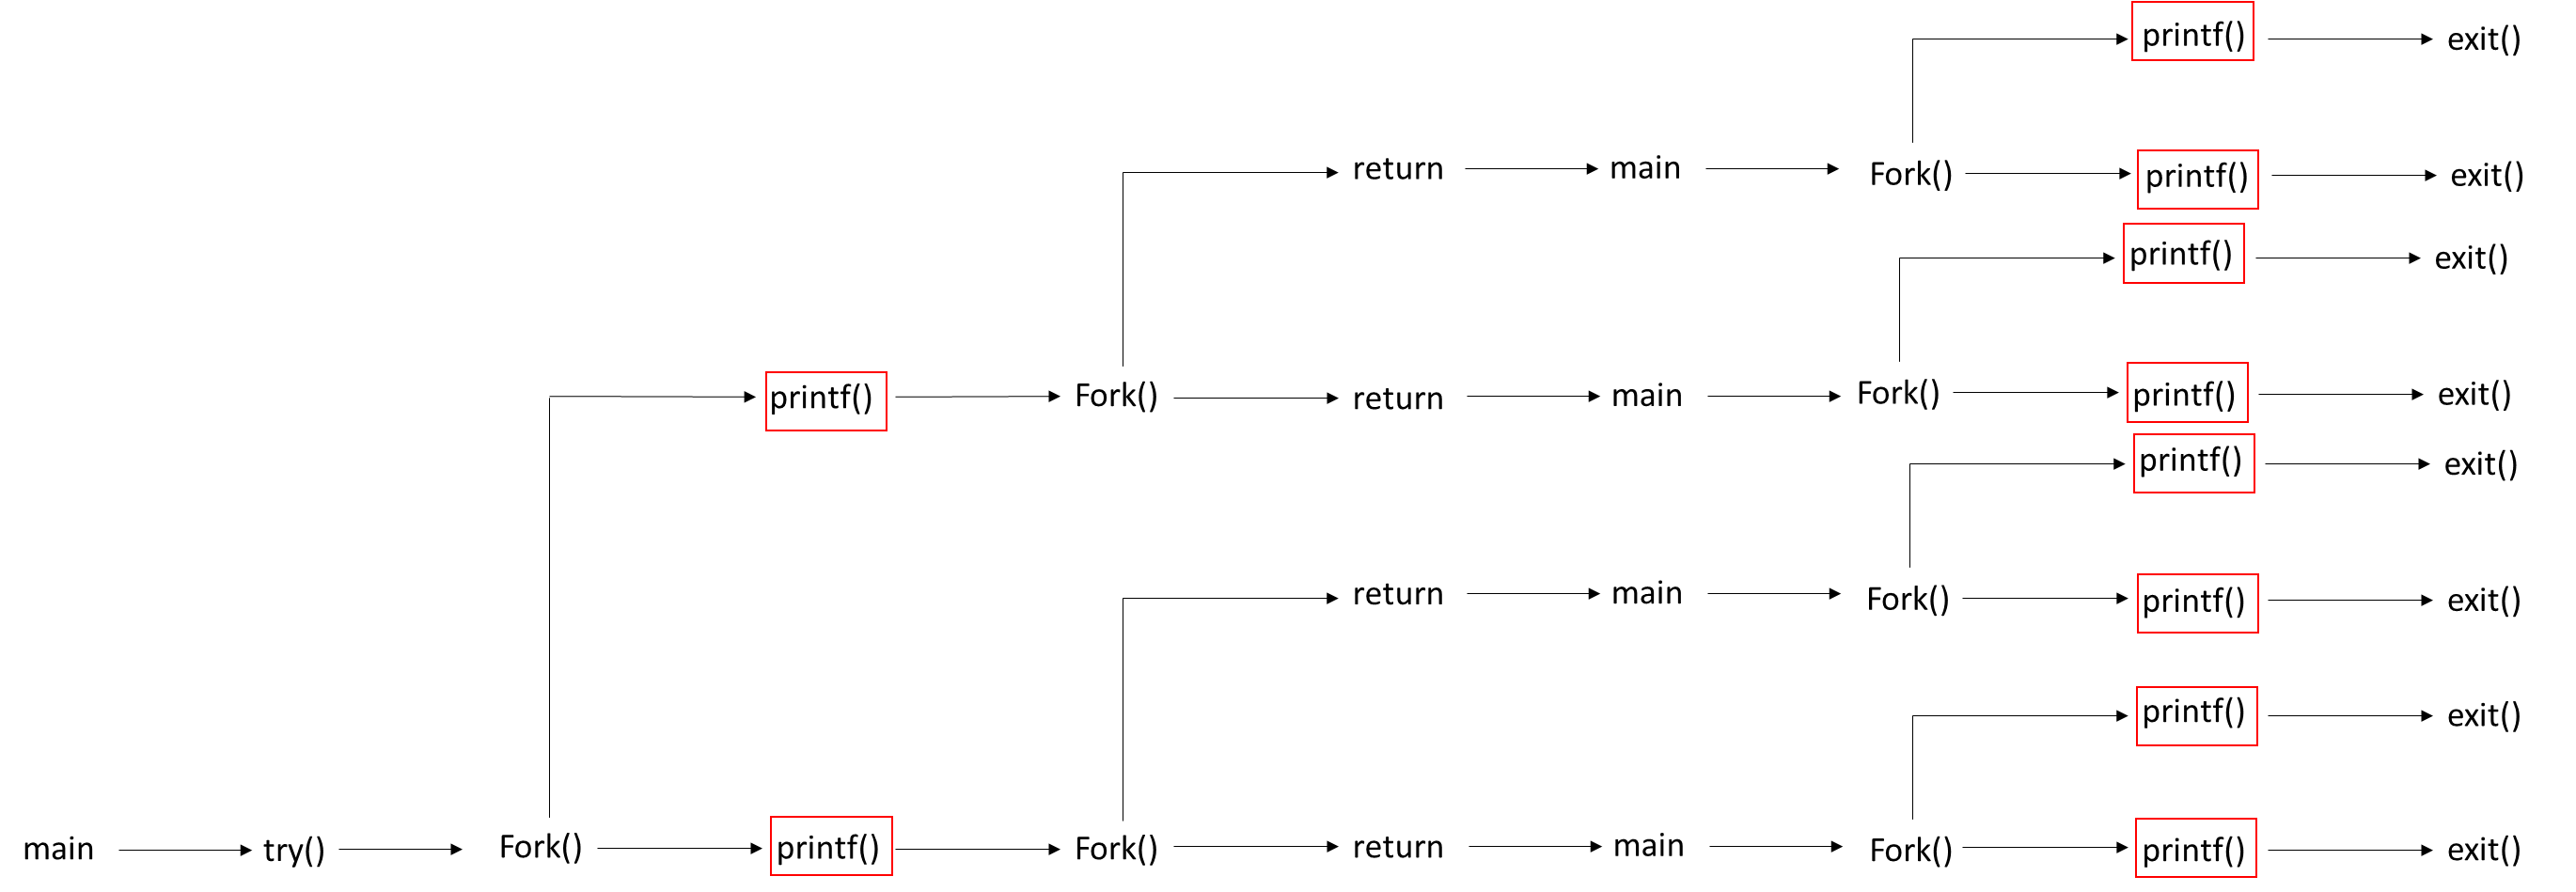 printf() exit()
return main Fork() printf() exit()
printf() exit()
printf() Fork() return main Fork() printf() exit()
printf() exit()
return main Fork() printf() exit()
printf() exit()
main try() Fork() printf() Fork() return main Fork() printf() exit()